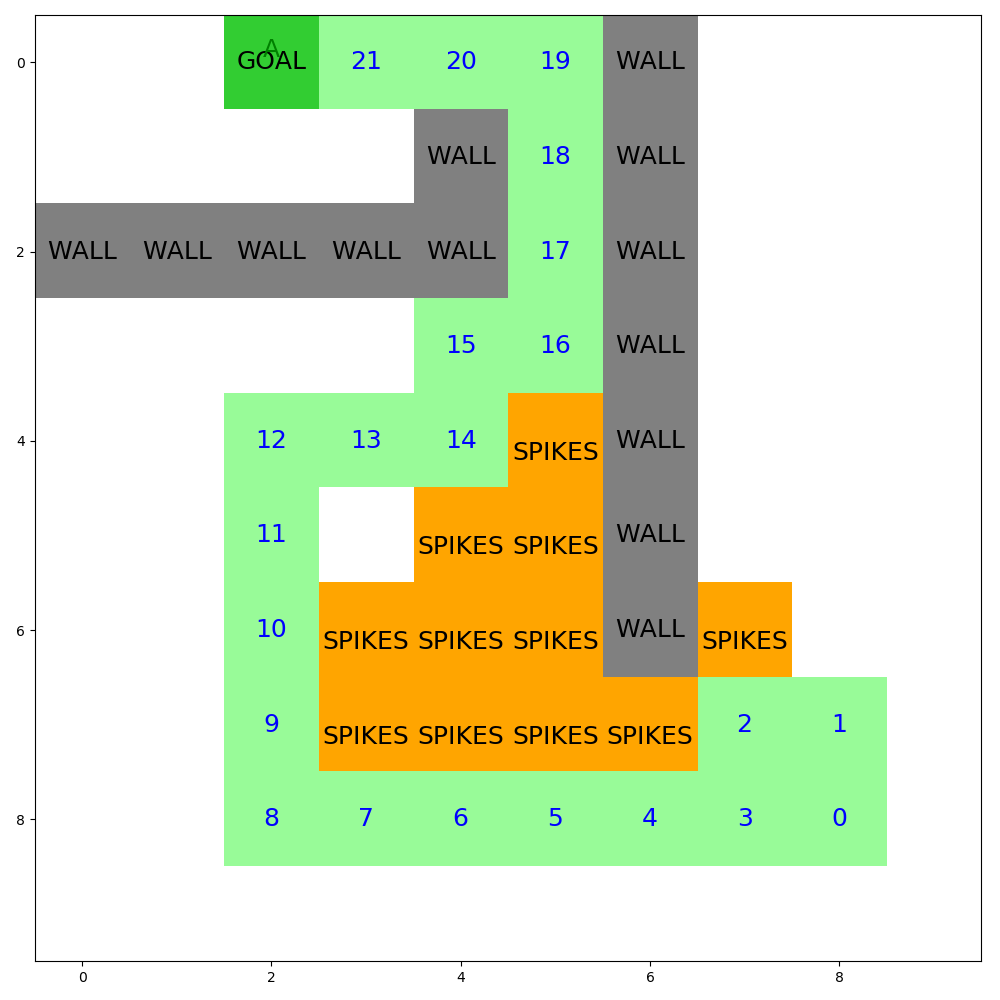 A
0 GOAL 21 20 19 WALL
WALL 18 WALL
2 WALL WALL WALL WALL WALL 17 WALL
15 16 WALL
4 12 13 14 SPIKES WALL
11 SPIKES SPIKES WALL
6 10 SPIKES SPIKES SPIKES WALL SPIKES
9 SPIKES SPIKES SPIKES SPIKES 2 1
8 8 7 6 5 4 3 0
0 2 4 6 8